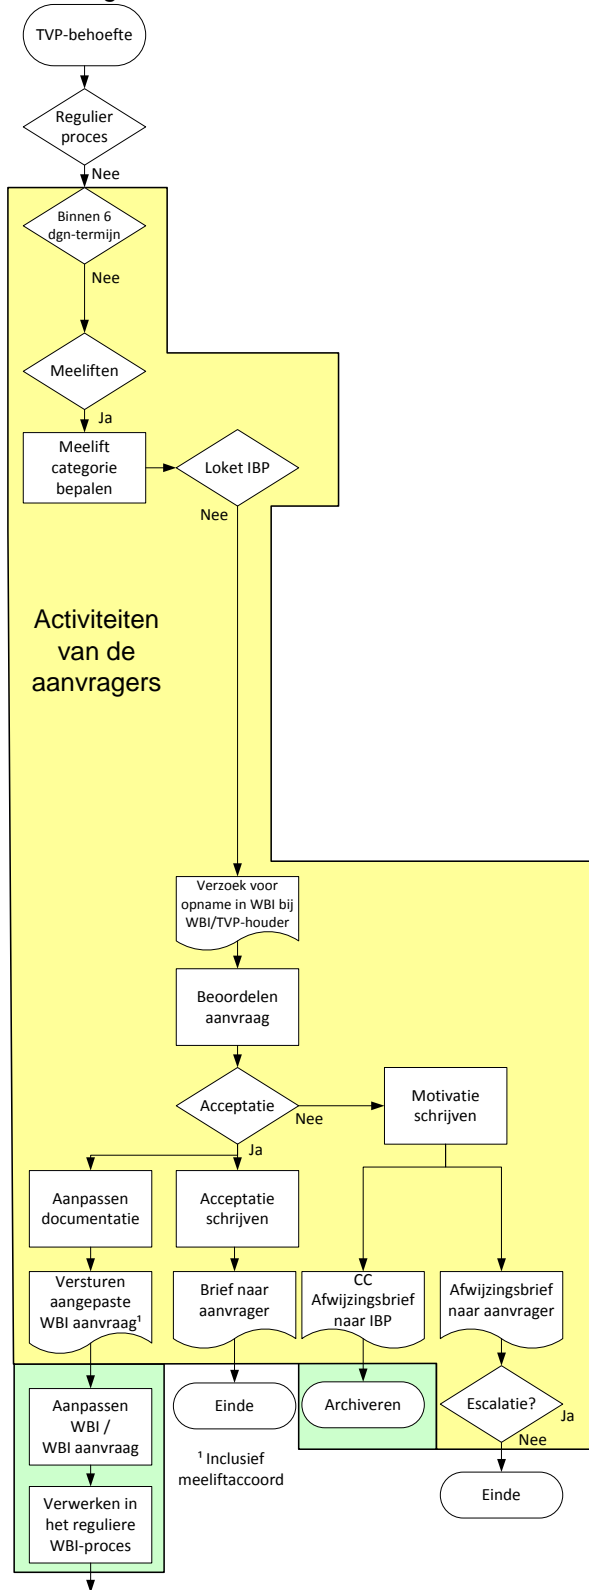 TVP-behoefte
Regulier
proces
Nee
Binnen 6
dgn-termijn
Nee
Meeliften
Ja
Meelift
categorie
bepalen
Loket IBP
Nee
Activiteiten
van de
aanvragers
Verzoek voor
opname in WBI bij
WBI/TVP-houder
Beoordelen
aanvraag
Acceptatie
Nee
Ja
Motivatie
schrijven
Aanpassen
documentatie
Acceptatie
schrijven
Versturen
aangepaste
WBI aanvraag¹
Brief naar
aanvrager
CC
Afwijzingsbrief
naar IBP
Afwijzingsbrief
naar aanvrager
Aanpassen
WBI /
WBI aanvraag
Einde
Archiveren
Escalatie?
Ja
Nee
¹ Inclusief
meeliftaccoord
Verwerken in
het reguliere
WBI-proces
Einde